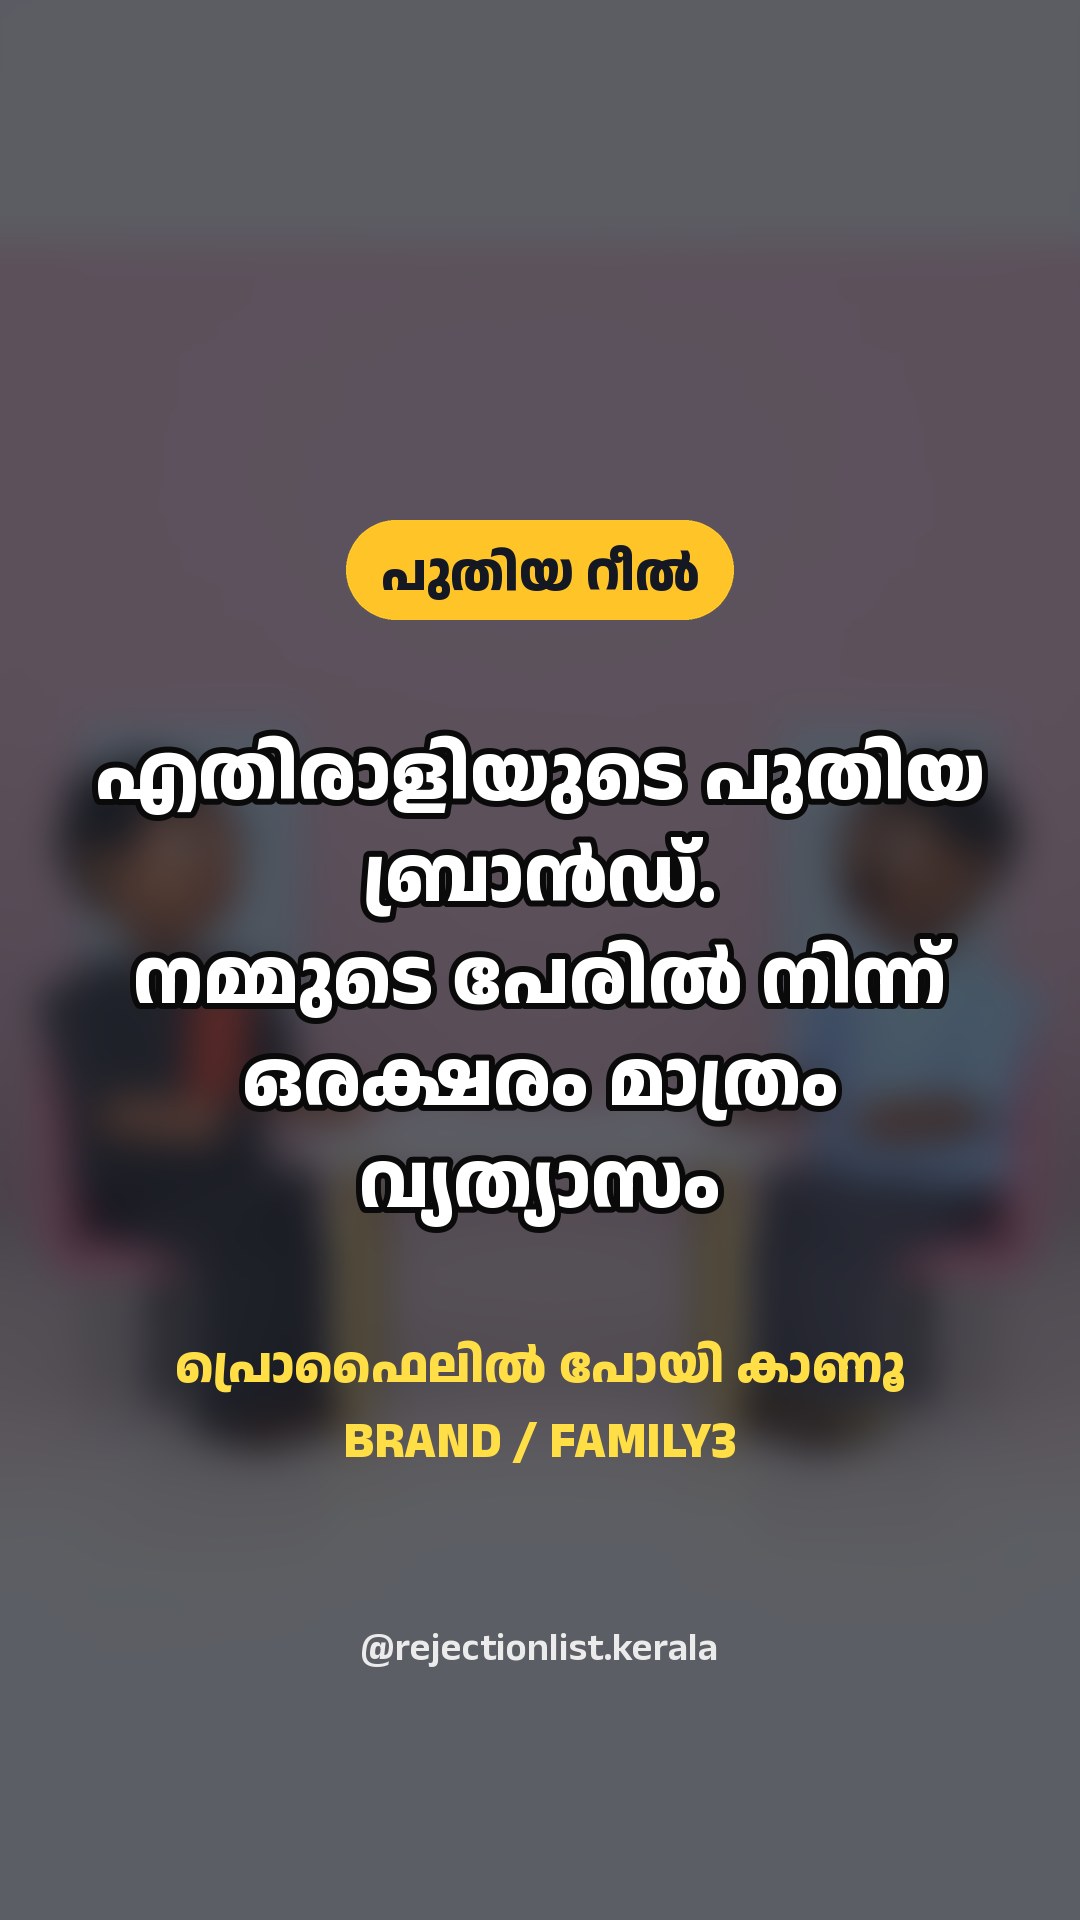 പുതിയ റീൽ
എതിരാളിയുടെ പുതിയ
ബ്രാൻഡ്.
നമ്മുടെ പേരിൽ നിന്ന്
ഒരക്ഷരം മാത്രം
വ്യത്യാസം
പ്രൊഫൈലിൽ പോയി കാണൂ
BRAND / FAMILY3
@rejectionlist.kerala